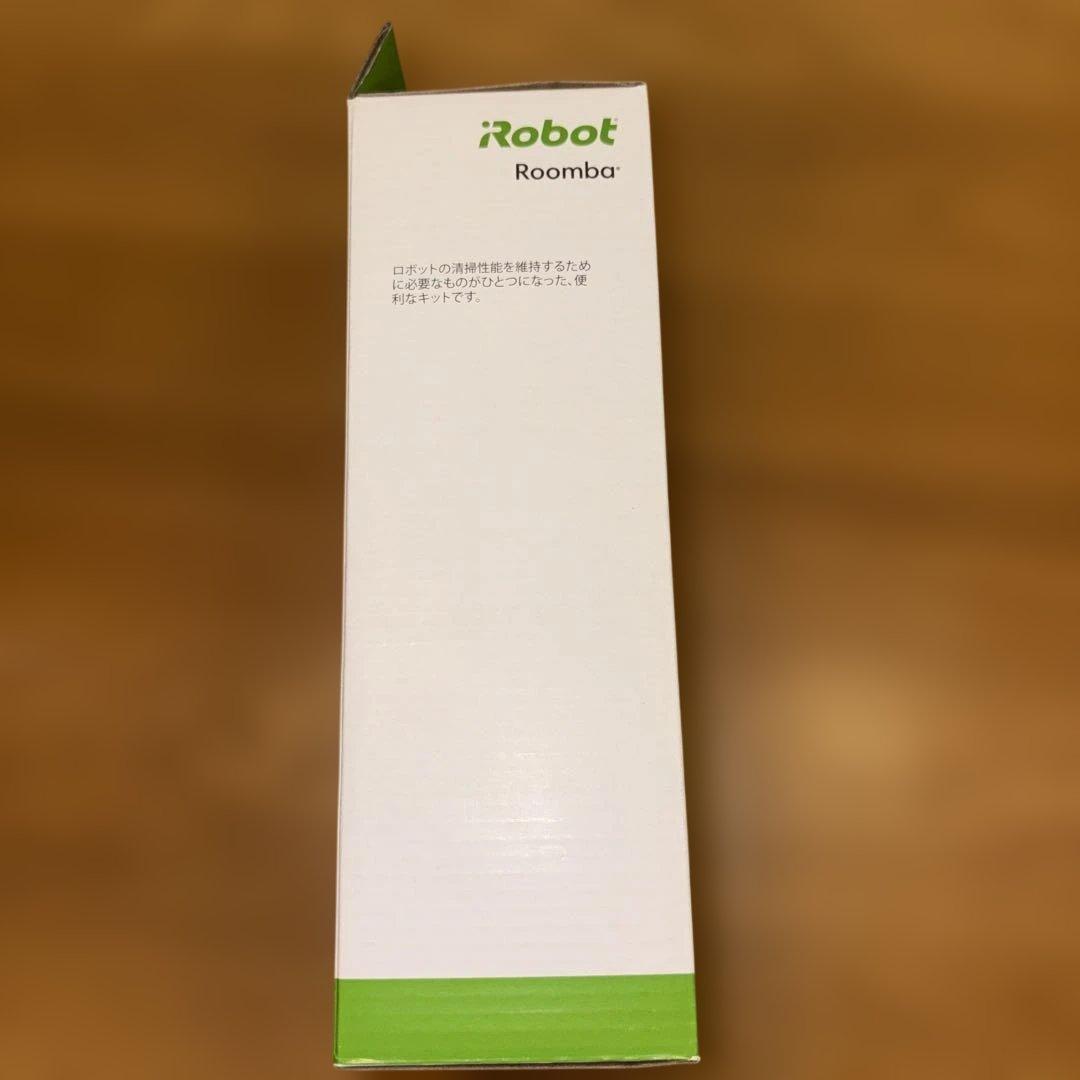 iRobot®
Roomba®
ロボットの清掃性能を維持するため
に必要なものがひとつになった、便
利なキットです。